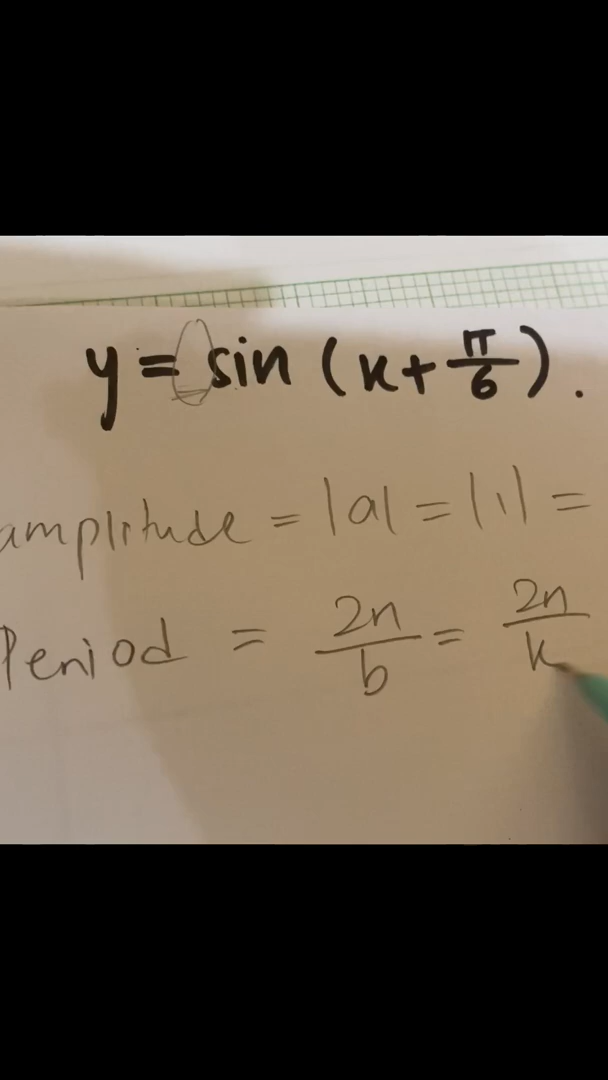 y = sin (x + π/6).
amplitude = |a| = |1| =
Period = 2π/b = 2π/x